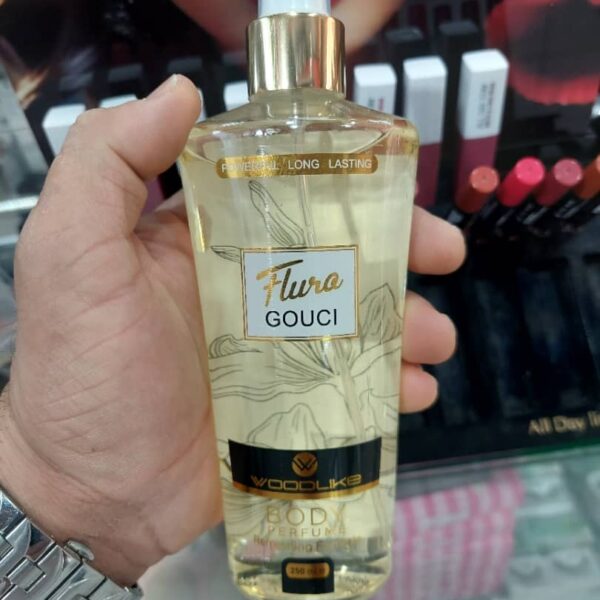 POWERFUL LONG LASTING
Flura
GOUCI
WOODLIKE
BODY
PERFUME
250 mL
All Day